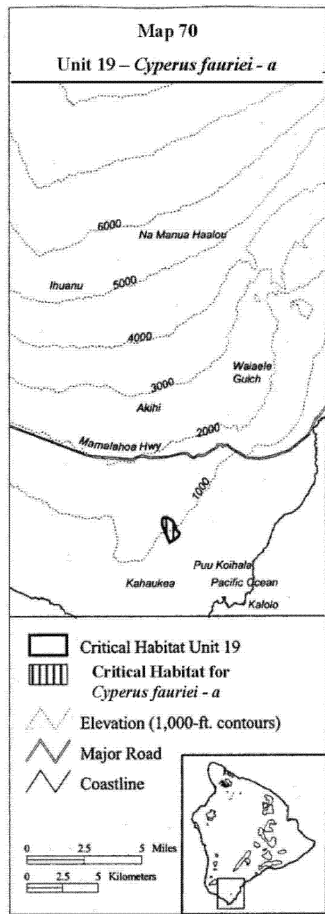 Map 70
Unit 19 – Cyperus fauriei - a
6000
Na Manua Haalou
Ihuanu
5000
4000
Waiaele
Gulch
3000
Akihi
2000
Mamalahoa Hwy
1000
Puu Koihala
Kahaukea
Pacific Ocean
Kaloio
Critical Habitat Unit 19
Critical Habitat for
Cyperus fauriei - a
Elevation (1,000-ft. contours)
Major Road
Coastline
0 2.5 5 Miles
0 2.5 5 Kilometers